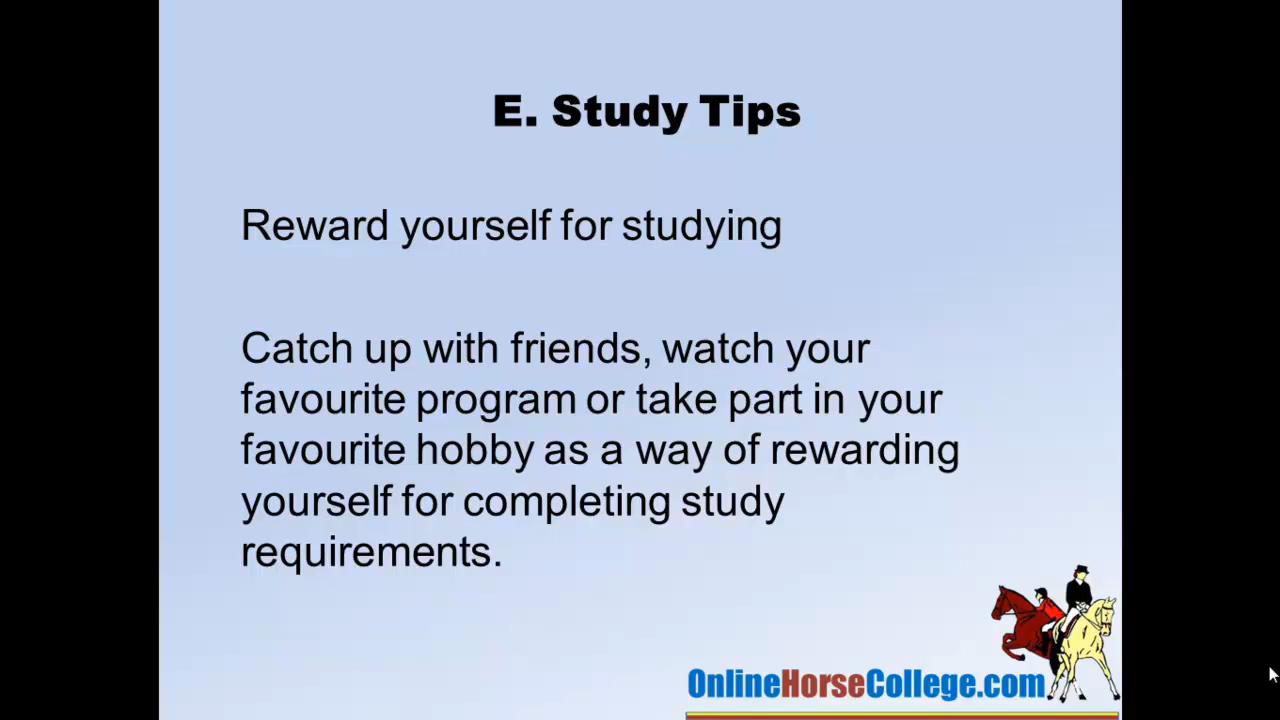 E. Study Tips
Reward yourself for studying
Catch up with friends, watch your
favourite program or take part in your
favourite hobby as a way of rewarding
yourself for completing study
requirements.
OnlineHorseCollege.com